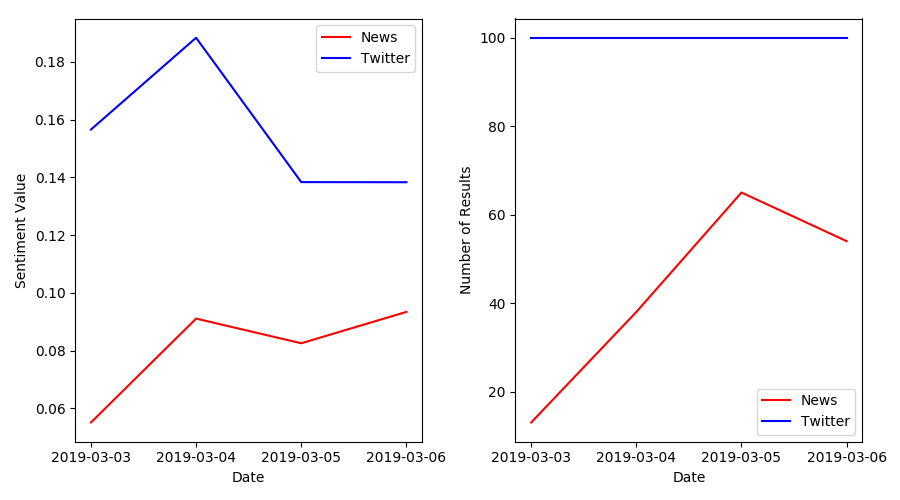 0.18
0.16
0.14
0.12
0.10
0.08
0.06
Sentiment Value
2019-03-03 2019-03-04 2019-03-05 2019-03-06
Date
News
Twitter
100
80
60
40
20
Number of Results
2019-03-03 2019-03-04 2019-03-05 2019-03-06
Date
News
Twitter